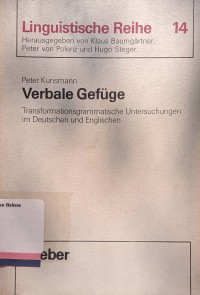 Linguistische Reihe 14
Herausgegeben von Klaus Baumgärtner,
Peter von Polenz und Hugo Steger
Peter Kunsmann
Verbale Gefüge
Transformationsgrammatische Untersuchungen
im Deutschen und Englischen
eber